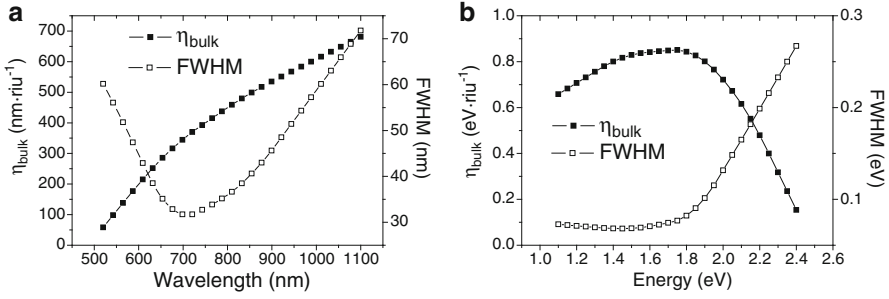 a
η_bulk
FWHM
η_bulk (nm·riu⁻¹)
700
600
500
400
300
200
100
0
FWHM (nm)
70
60
50
40
30
500 600 700 800 900 1000 1100
Wavelength (nm)
b
η_bulk
FWHM
η_bulk (eV·riu⁻¹)
1.0
0.8
0.6
0.4
0.2
0.0
FWHM (eV)
0.3
0.2
0.1
1.0 1.2 1.4 1.6 1.8 2.0 2.2 2.4 2.6
Energy (eV)